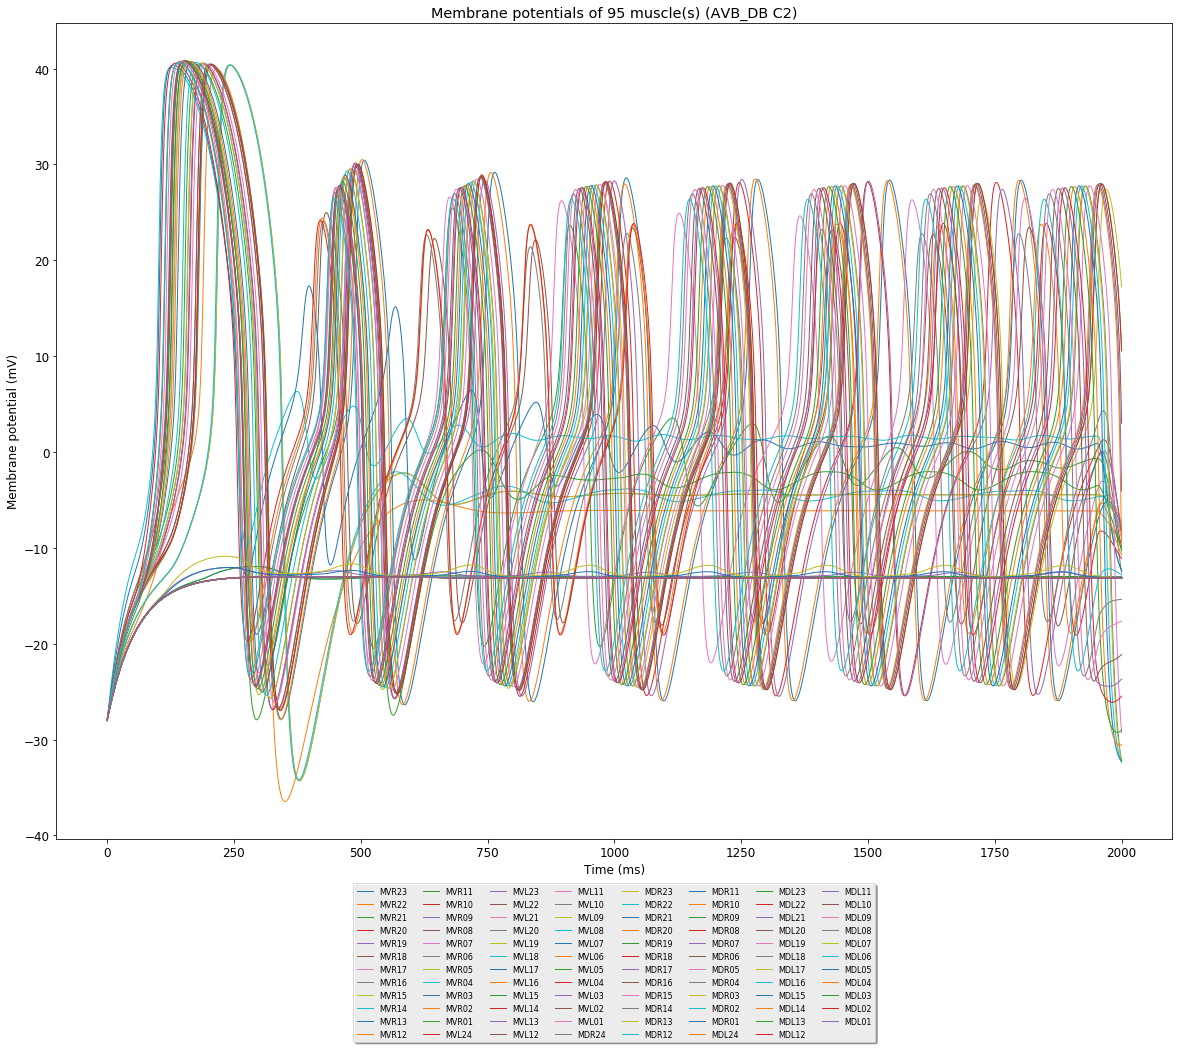 Membrane potentials of 95 muscle(s) (AVB_DB C2)
Membrane potential (mV)
40
30
20
10
0
−10
−20
−30
−40
0 250 500 750 1000 1250 1500 1750 2000
Time (ms)
MVR23 MVR11 MVL23 MVL11 MDR23 MDR11 MDL23 MDL11
MVR22 MVR10 MVL22 MVL10 MDR22 MDR10 MDL22 MDL10
MVR21 MVR09 MVL21 MVL09 MDR21 MDR09 MDL21 MDL09
MVR20 MVR08 MVL20 MVL08 MDR20 MDR08 MDL20 MDL08
MVR19 MVR07 MVL19 MVL07 MDR19 MDR07 MDL19 MDL07
MVR18 MVR06 MVL18 MVL06 MDR18 MDR06 MDL18 MDL06
MVR17 MVR05 MVL17 MVL05 MDR17 MDR05 MDL17 MDL05
MVR16 MVR04 MVL16 MVL04 MDR16 MDR04 MDL16 MDL04
MVR15 MVR03 MVL15 MVL03 MDR15 MDR03 MDL15 MDL03
MVR14 MVR02 MVL14 MVL02 MDR14 MDR02 MDL14 MDL02
MVR13 MVR01 MVL13 MVL01 MDR13 MDR01 MDL13 MDL01
MVR12 MVL24 MVL12 MDR24 MDR12 MDL24 MDL12